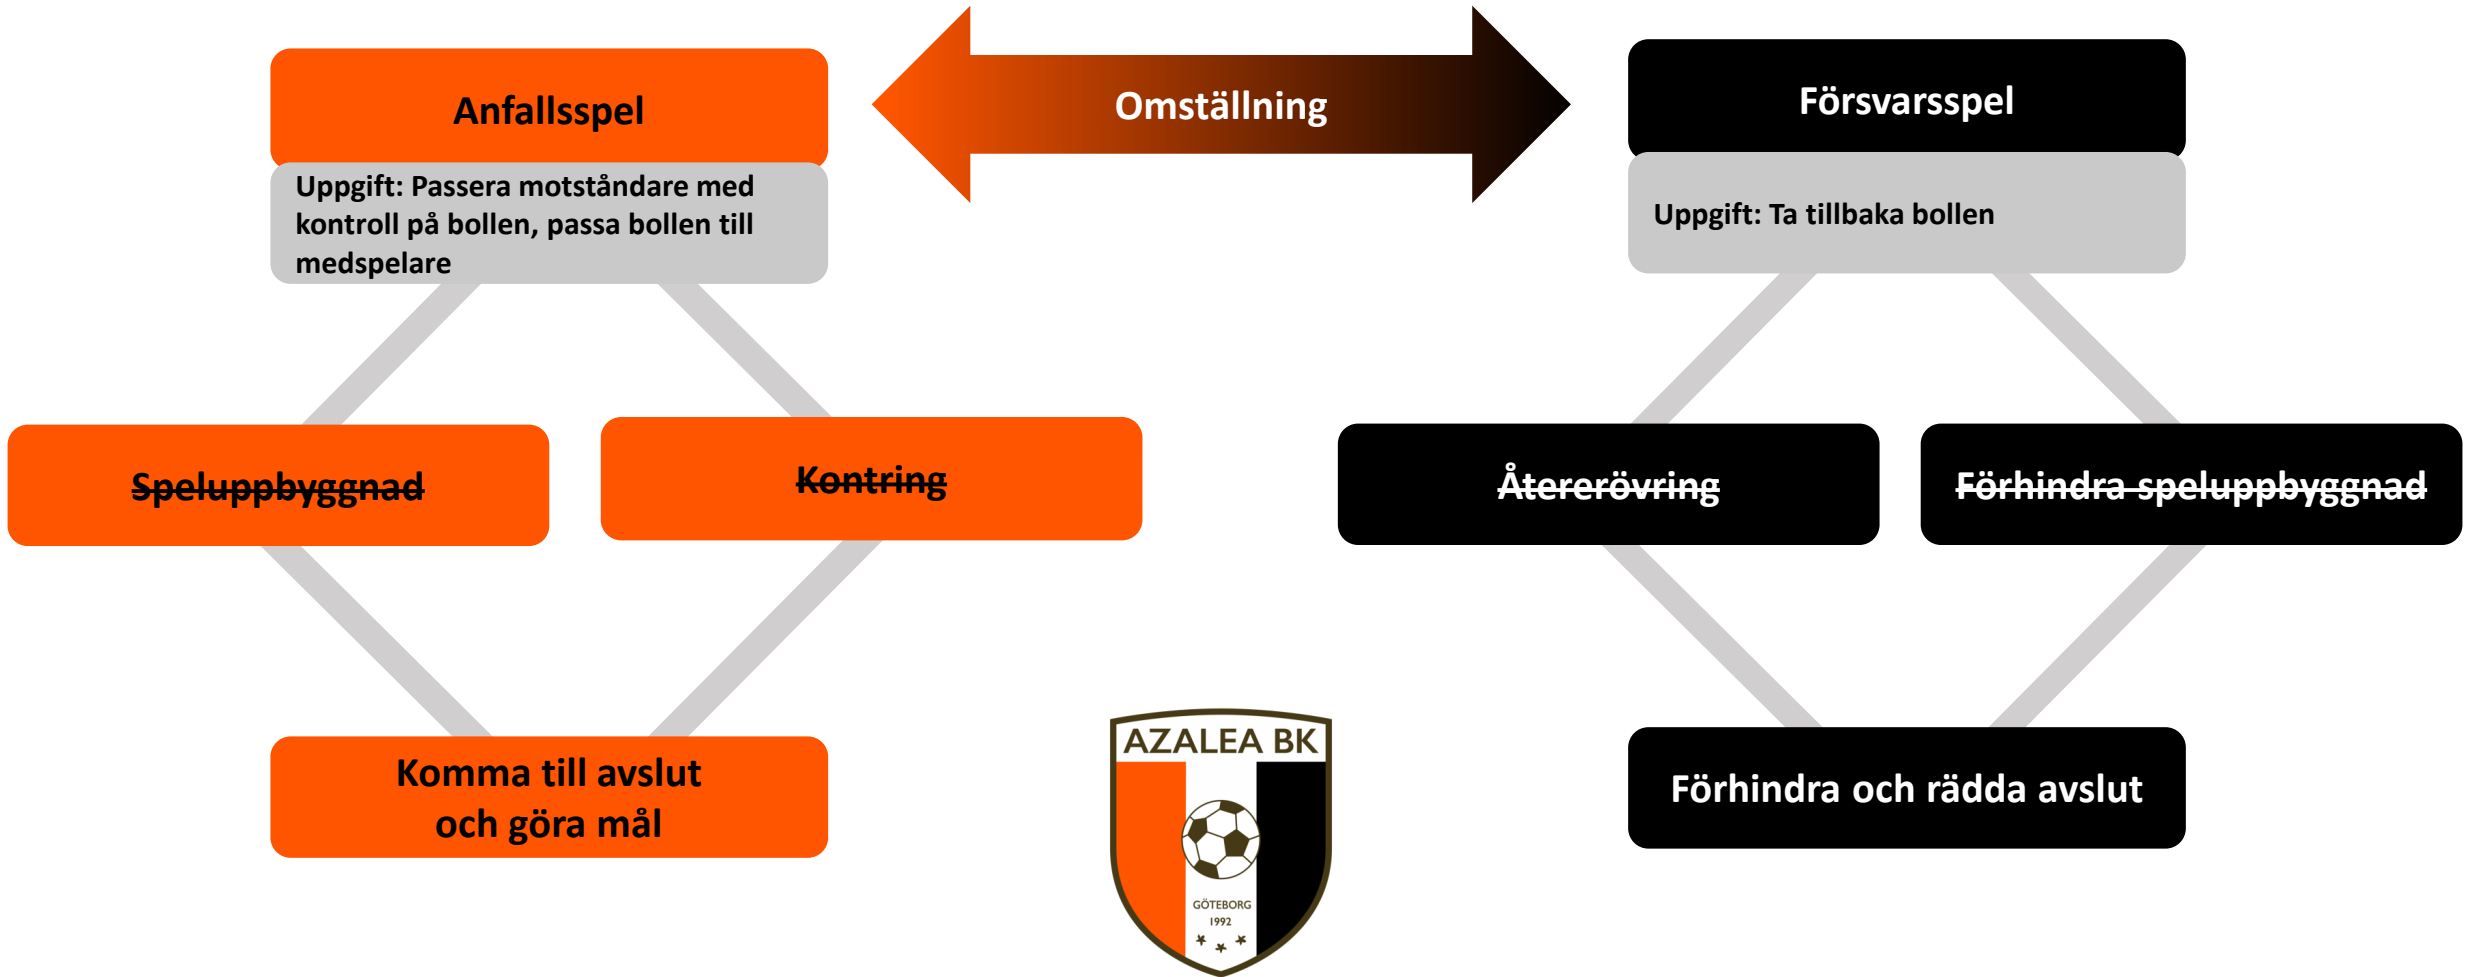 Anfallsspel
Omställning
Försvarsspel
Uppgift: Passera motståndare med
kontroll på bollen, passa bollen till
medspelare
Uppgift: Ta tillbaka bollen
Speluppbyggnad
Kontring
Återerövring
Förhindra speluppbyggnad
Komma till avslut
och göra mål
AZALEA BK
GÖTEBORG
1992
Förhindra och rädda avslut